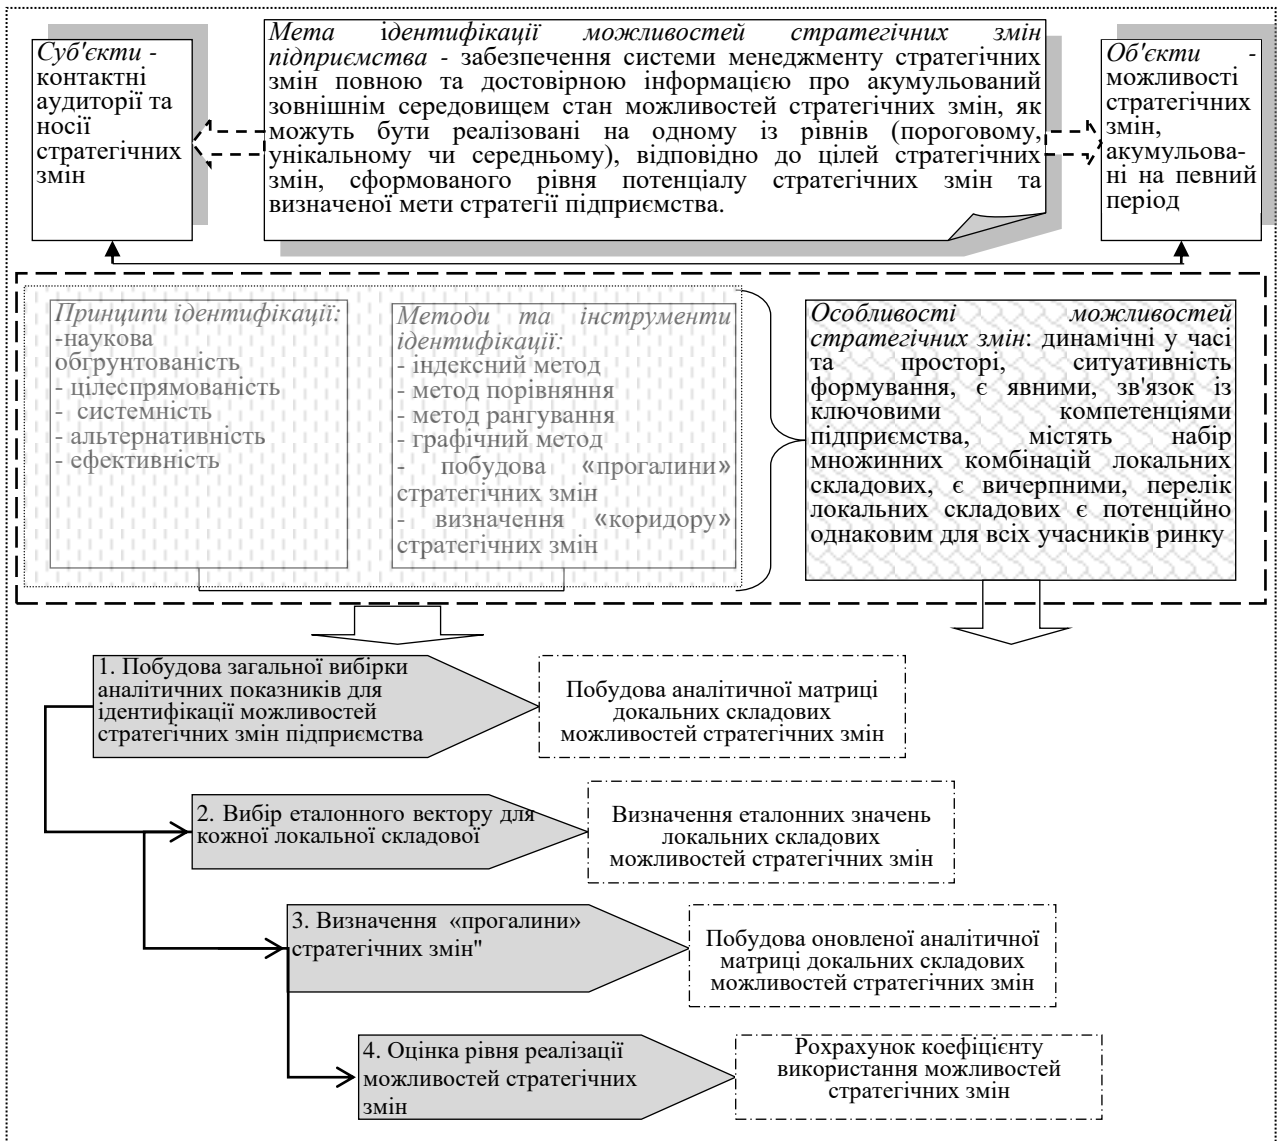 Суб'єкти -
контактні
аудиторії та
носії
стратегічних
змін
Мета ідентифікації можливостей стратегічних змін
підприємства - забезпечення системи менеджменту стратегічних
змін повною та достовірною інформацією про акумульований
зовнішнім середовищем стан можливостей стратегічних змін, як
можуть бути реалізовані на одному із рівнів (пороговому,
унікальному чи середньому), відповідно до цілей стратегічних
змін, сформованого рівня потенціалу стратегічних змін та
визначеної мети стратегії підприємства.
Об'єкти -
можливості
стратегічних
змін,
акумульова-
ні на певний
період
Принципи ідентифікації:
-наукова
обгрунтованість
- цілеспрямованість
- системність
- альтернативність
- ефективність
Методи та інструменти
ідентифікації:
- індексний метод
- метод порівняння
- метод рангування
- графічний метод
- побудова «прогалини»
стратегічних змін
- визначення «коридору»
стратегічних змін
Особливості можливостей
стратегічних змін: динамічні у часі
та просторі, ситуативність
формування, є явними, зв'язок із
ключовими компетенціями
підприємства, містять набір
множинних комбінацій локальних
складових, є вичерпними, перелік
локальних складових є потенційно
однаковим для всіх учасників ринку
1. Побудова загальної вибірки
аналітичних показників для
ідентифікації можливостей
стратегічних змін підприємства
Побудова аналітичної матриці
докальних складових
можливостей стратегічних змін
2. Вибір еталонного вектору для
кожної локальної складової
Визначення еталонних значень
локальних складових
можливостей стратегічних змін
3. Визначення «прогалини»
стратегічних змін"
Побудова оновленої аналітичної
матриці докальних складових
можливостей стратегічних змін
4. Оцінка рівня реалізації
можливостей стратегічних
змін
Рохрахунок коефіцієнту
використання можливостей
стратегічних змін